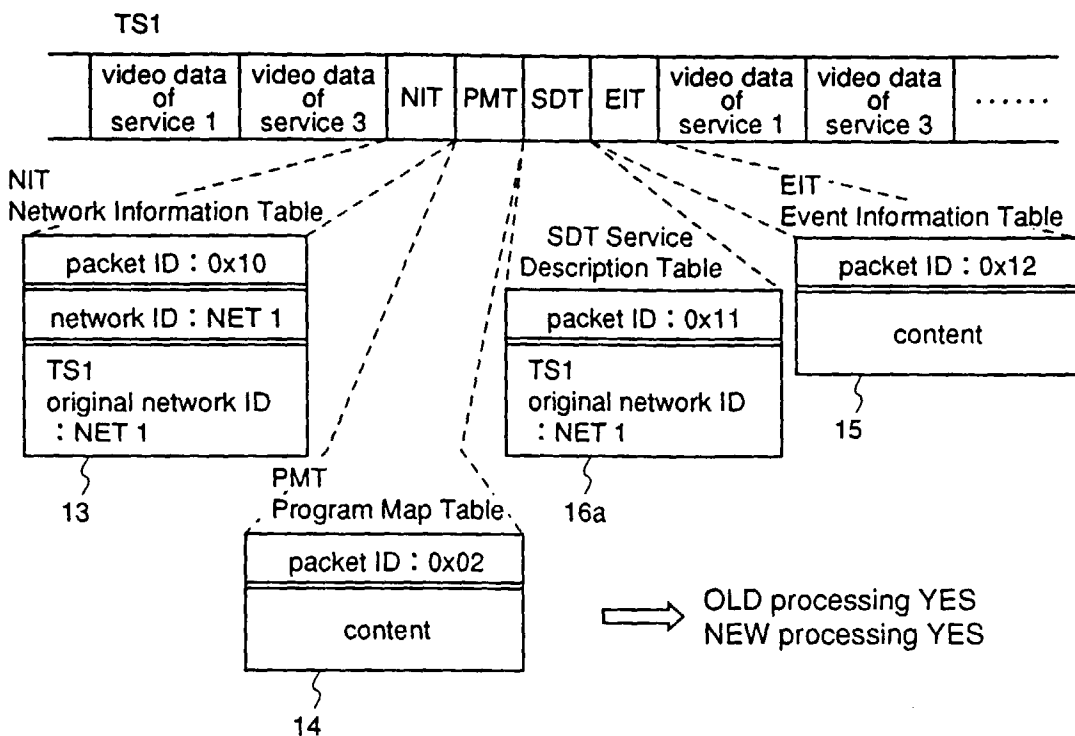 TS1
video data
of
service 1
video data
of
service 3
NIT
PMT
SDT
EIT
video data
of
service 1
video data
of
service 3
......
NIT
Network Information Table
packet ID : 0x10
network ID : NET 1
TS1
original network ID
: NET 1
13
PMT
Program Map Table
packet ID : 0x02
content
14
SDT Service
Description Table
packet ID : 0x11
TS1
original network ID
: NET 1
16a
EIT
Event Information Table
packet ID : 0x12
content
15
OLD processing YES
NEW processing YES